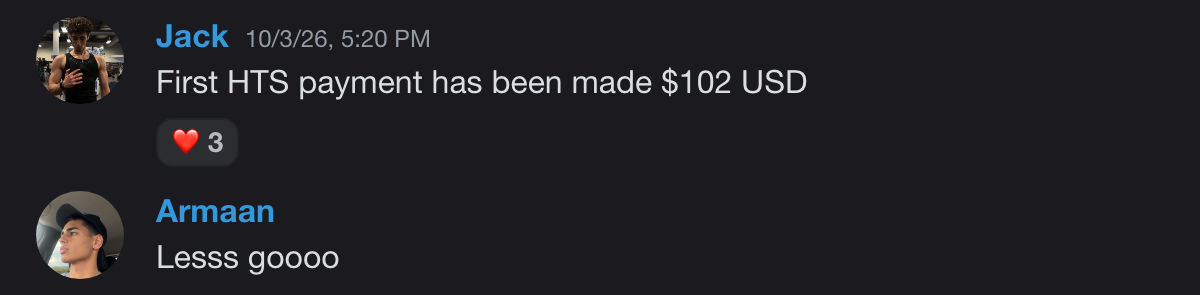 Jack 10/3/26, 5:20 PM
First HTS payment has been made $102 USD
❤️ 3
Armaan
Lesss goooo